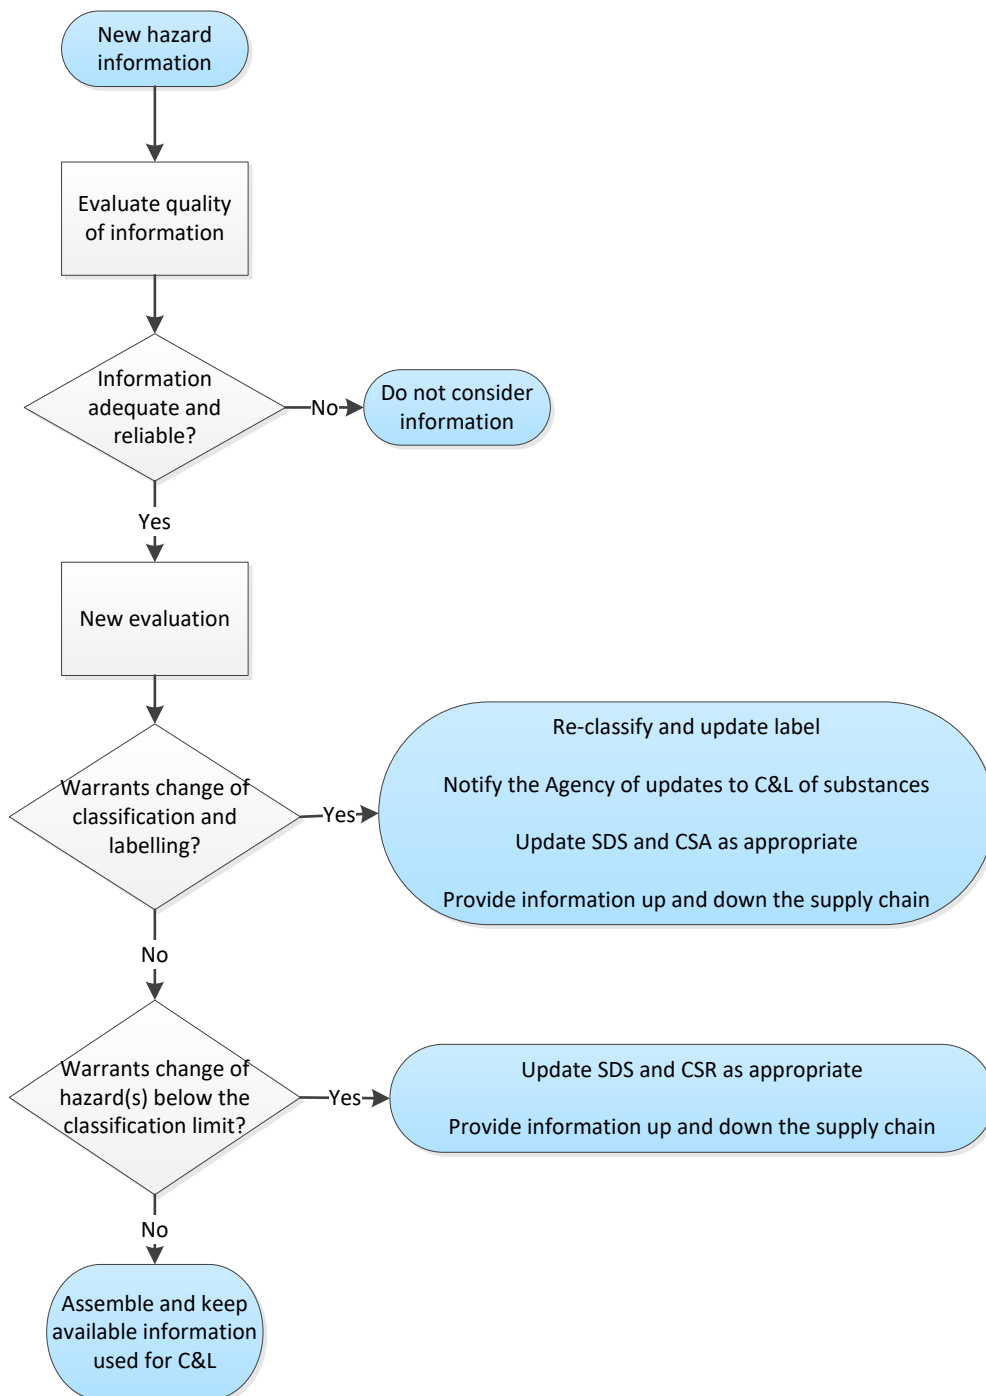 New hazard
information
Evaluate quality
of information
Information
adequate and
reliable?
No
Do not consider
information
Yes
New evaluation
Warrants change of
classification and
labelling?
Yes
Re-classify and update label
Notify the Agency of updates to C&L of substances
Update SDS and CSA as appropriate
Provide information up and down the supply chain
No
Warrants change of
hazard(s) below the
classification limit?
Yes
Update SDS and CSR as appropriate
Provide information up and down the supply chain
No
Assemble and keep
available information
used for C&L